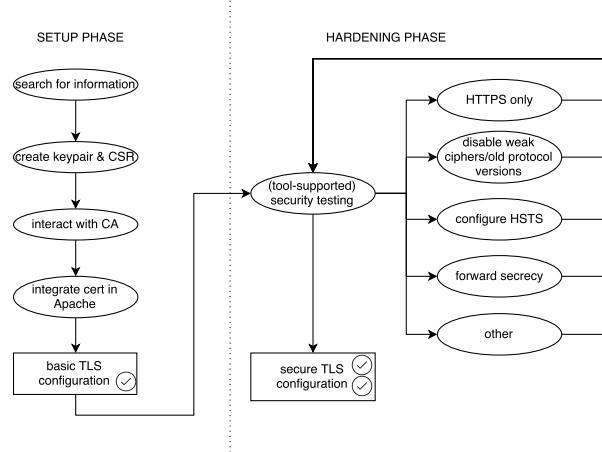 SETUP PHASE
search for information
create keypair & CSR
interact with CA
integrate cert in
Apache
basic TLS
configuration
HARDENING PHASE
(tool-supported)
security testing
secure TLS
configuration
HTTPS only
disable weak
ciphers/old protocol
versions
configure HSTS
forward secrecy
other